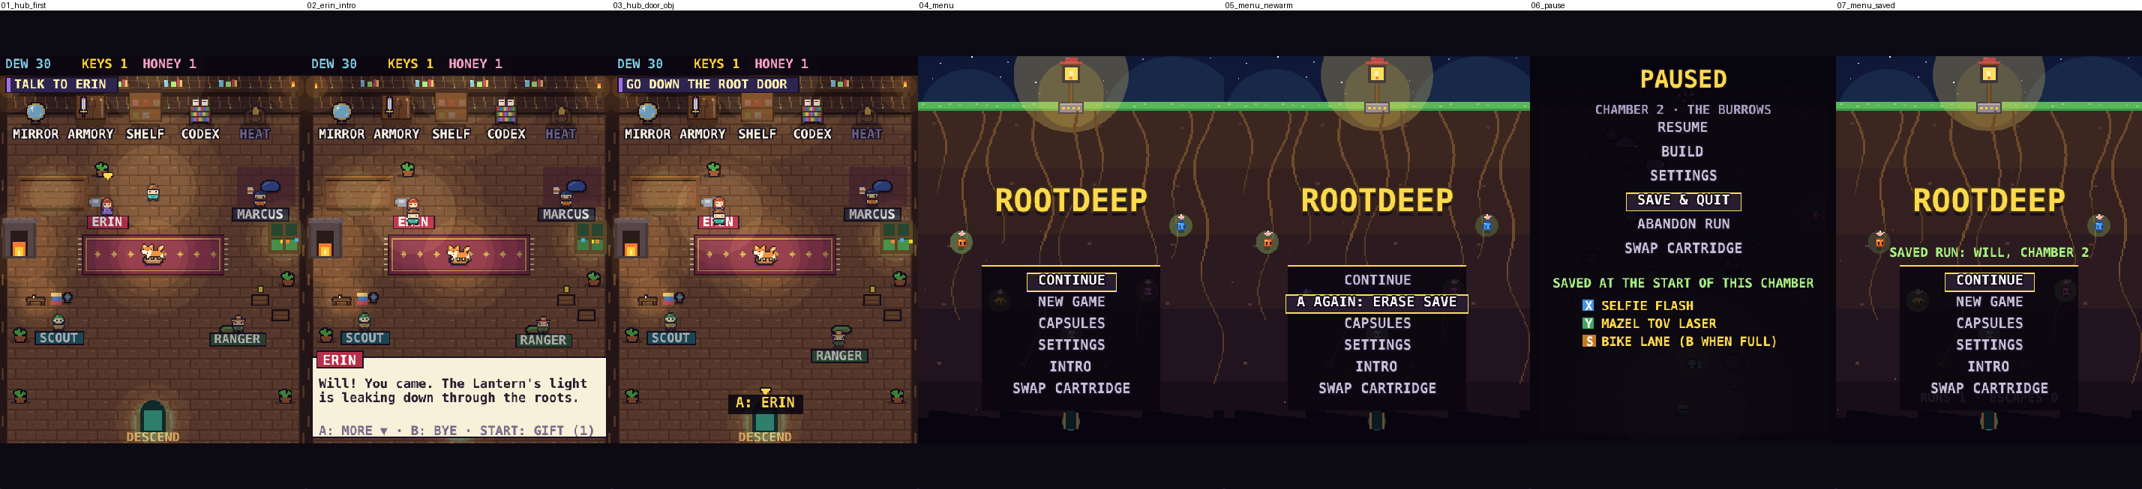 01_hub_first
02_erin_intro
03_hub_door_obj
04_menu
05_menu_newarm
06_pause
07_menu_saved
DEW 30 KEYS 1 HONEY 1
TALK TO ERIN
MIRROR ARMORY SHELF CODEX HEAT
ERIN
MARCUS
SCOUT
RANGER
DESCEND
DEW 30 KEYS 1 HONEY 1
MIRROR ARMORY SHELF CODEX HEAT
ERIN
MARCUS
SCOUT
RANGER
ERIN
Will! You came. The Lantern's light
is leaking down through the roots.
A: MORE ▼ · B: BYE · START: GIFT (1)
DEW 30 KEYS 1 HONEY 1
GO DOWN THE ROOT DOOR
MIRROR ARMORY SHELF CODEX HEAT
ERIN
MARCUS
SCOUT
RANGER
A: ERIN
DESCEND
ROOTDEEP
CONTINUE
NEW GAME
CAPSULES
SETTINGS
INTRO
SWAP CARTRIDGE
ROOTDEEP
CONTINUE
A AGAIN: ERASE SAVE
CAPSULES
SETTINGS
INTRO
SWAP CARTRIDGE
PAUSED
CHAMBER 2 · THE BURROWS
RESUME
BUILD
SETTINGS
SAVE & QUIT
ABANDON RUN
SWAP CARTRIDGE
SAVED AT THE START OF THIS CHAMBER
X SELFIE FLASH
Y MAZEL TOV LASER
S BIKE LANE (B WHEN FULL)
ROOTDEEP
SAVED RUN: WILL, CHAMBER 2
CONTINUE
NEW GAME
CAPSULES
SETTINGS
INTRO
SWAP CARTRIDGE
RUNS 1 · ESCAPES 0